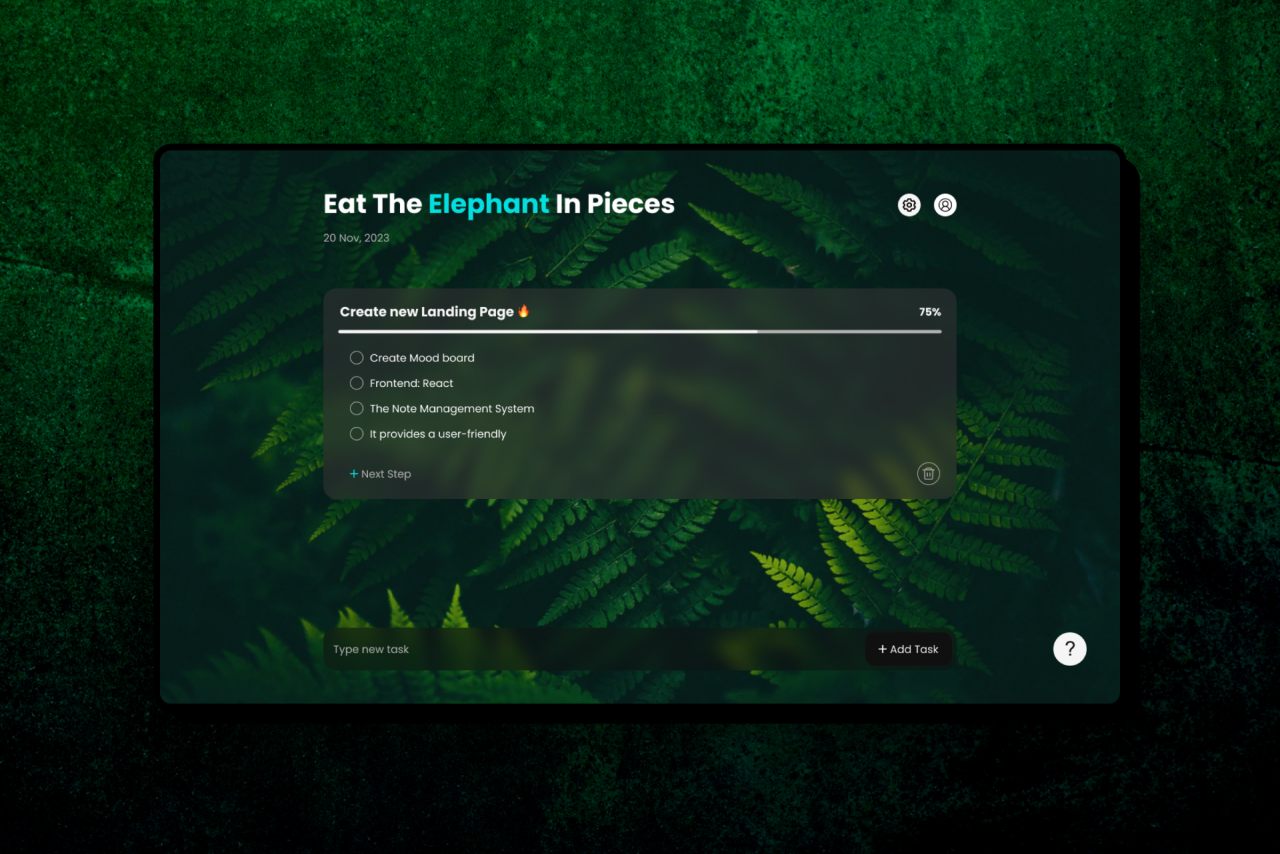 Eat The Elephant In Pieces
20 Nov, 2023
Create new Landing Page 🔥
75%
Create Mood board
Frontend: React
The Note Management System
It provides a user-friendly
+ Next Step
Type new task
+ Add Task
?